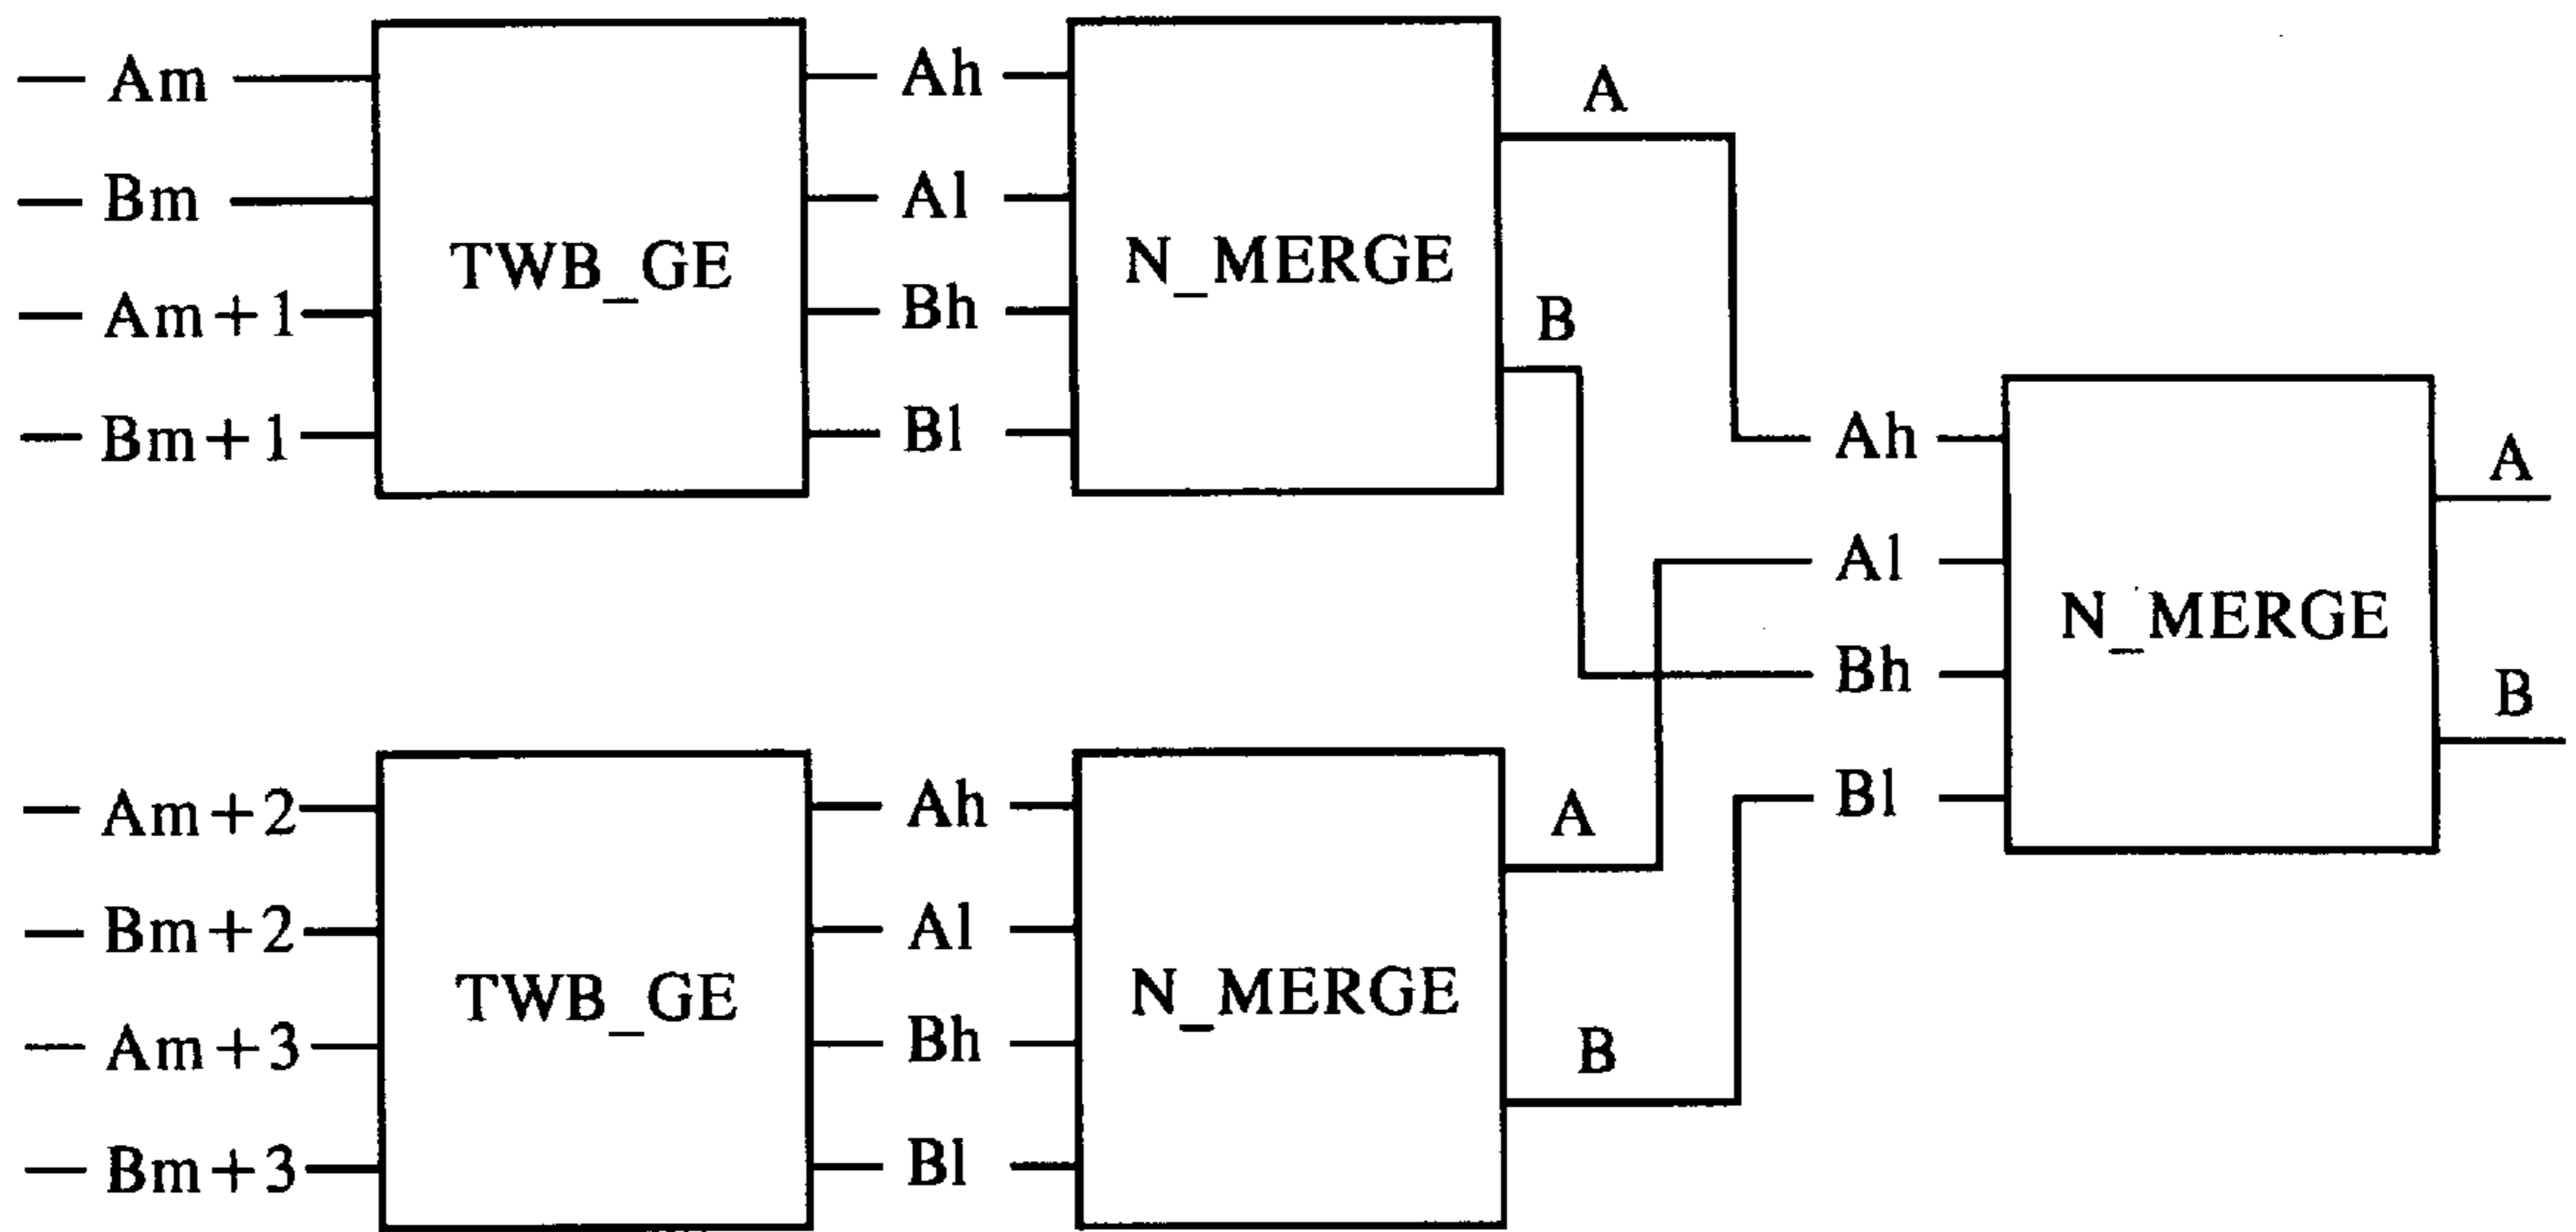 Am
Bm
Am+1
Bm+1
TWB_GE
Ah
Al
Bh
Bl
N_MERGE
A
B
Am+2
Bm+2
Am+3
Bm+3
TWB_GE
Ah
Al
Bh
Bl
N_MERGE
A
B
Ah
Al
Bh
Bl
N_MERGE
A
B